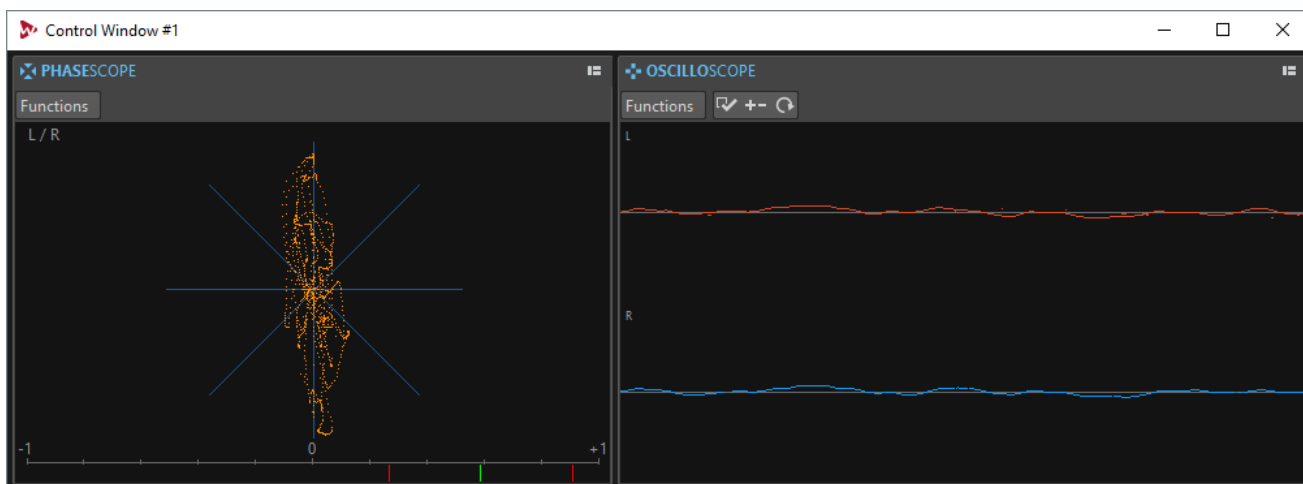 Control Window #1
PHASESCOPE
Functions
L / R
-1 0 +1
OSCILLOSCOPE
Functions
L
R